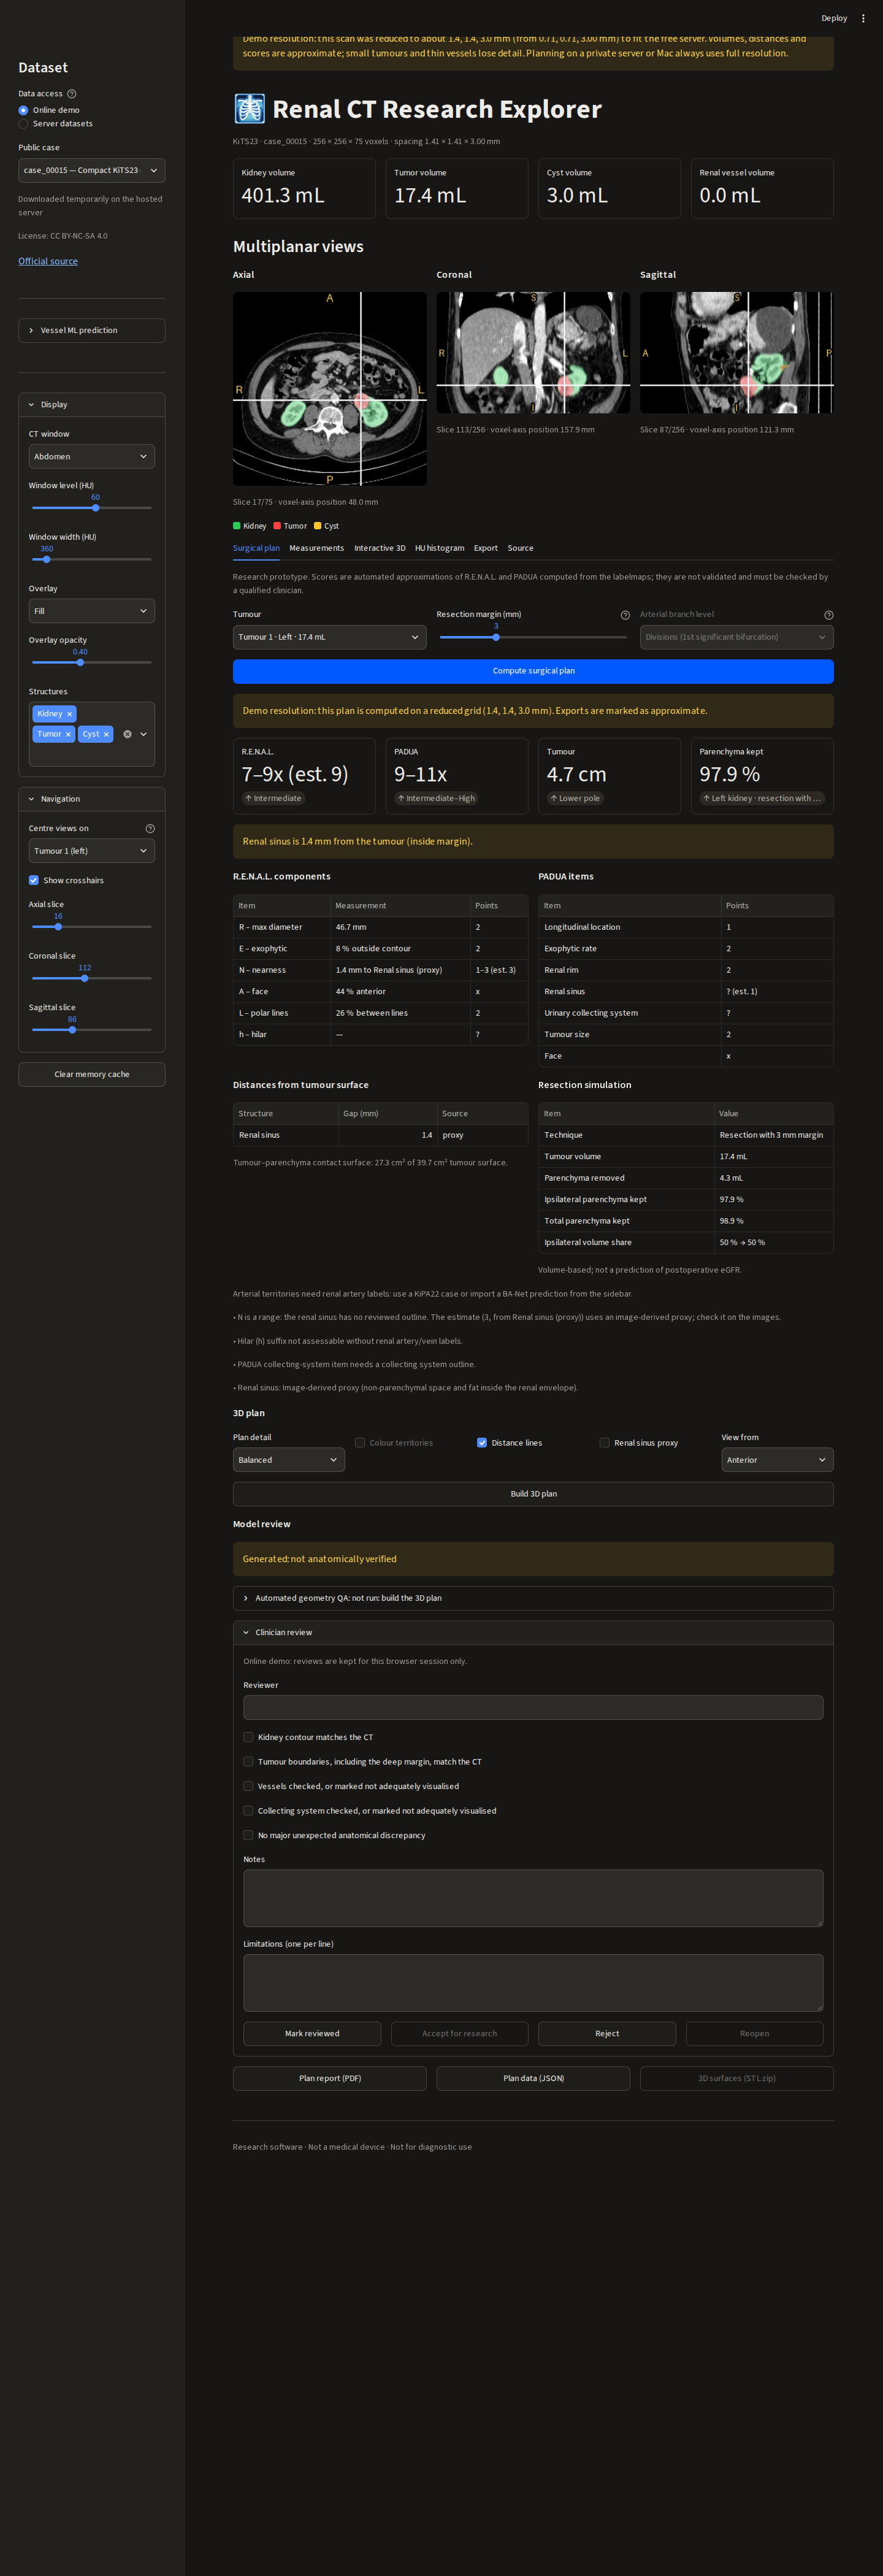 Deploy
Dataset
Data access
Online demo
Server datasets
Public case
case_00015 — Compact KiTS23
Downloaded temporarily on the hosted
server
License: CC BY-NC-SA 4.0
Official source
Vessel ML prediction
Display
CT window
Abdomen
Window level (HU)
60
Window width (HU)
360
Overlay
Fill
Overlay opacity
0.40
Structures
Kidney
Tumor
Cyst
Navigation
Centre views on
Tumour 1 (left)
Show crosshairs
Axial slice
16
Coronal slice
112
Sagittal slice
86
Clear memory cache
Demo resolution: this scan was reduced to about 1.4, 1.4, 3.0 mm (from 0.71, 0.71, 3.00 mm) to fit the free server. Volumes, distances and
scores are approximate; small tumours and thin vessels lose detail. Planning on a private server or Mac always uses full resolution.
Renal CT Research Explorer
KiTS23 · case_00015 · 256 × 256 × 75 voxels · spacing 1.41 × 1.41 × 3.00 mm
Kidney volume
401.3 mL
Tumor volume
17.4 mL
Cyst volume
3.0 mL
Renal vessel volume
0.0 mL
Multiplanar views
Axial
Coronal
Sagittal
A
R
L
P
S
R
L
I
S
A
P
I
Slice 113/256 · voxel-axis position 157.9 mm
Slice 87/256 · voxel-axis position 121.3 mm
Slice 17/75 · voxel-axis position 48.0 mm
Kidney Tumor Cyst
Surgical plan Measurements Interactive 3D HU histogram Export Source
Research prototype. Scores are automated approximations of R.E.N.A.L. and PADUA computed from the labelmaps; they are not validated and must be checked by
a qualified clinician.
Tumour
Tumour 1 · Left · 17.4 mL
Resection margin (mm)
3
Arterial branch level
Divisions (1st significant bifurcation)
Compute surgical plan
Demo resolution: this plan is computed on a reduced grid (1.4, 1.4, 3.0 mm). Exports are marked as approximate.
R.E.N.A.L.
7–9x (est. 9)
↑ Intermediate
PADUA
9–11x
↑ Intermediate–High
Tumour
4.7 cm
↑ Lower pole
Parenchyma kept
97.9 %
↑ Left kidney · resection with …
Renal sinus is 1.4 mm from the tumour (inside margin).
R.E.N.A.L. components
Item Measurement Points
R – max diameter 46.7 mm 2
E – exophytic 8 % outside contour 2
N – nearness 1.4 mm to Renal sinus (proxy) 1–3 (est. 3)
A – face 44 % anterior x
L – polar lines 26 % between lines 2
h – hilar — ?
PADUA items
Item Points
Longitudinal location 1
Exophytic rate 2
Renal rim 2
Renal sinus ? (est. 1)
Urinary collecting system ?
Tumour size 2
Face x
Distances from tumour surface
Structure Gap (mm) Source
Renal sinus 1.4 proxy
Tumour–parenchyma contact surface: 27.3 cm² of 39.7 cm² tumour surface.
Resection simulation
Item Value
Technique Resection with 3 mm margin
Tumour volume 17.4 mL
Parenchyma removed 4.3 mL
Ipsilateral parenchyma kept 97.9 %
Total parenchyma kept 98.9 %
Ipsilateral volume share 50 % → 50 %
Volume-based; not a prediction of postoperative eGFR.
Arterial territories need renal artery labels: use a KiPA22 case or import a BA-Net prediction from the sidebar.
• N is a range: the renal sinus has no reviewed outline. The estimate (3, from Renal sinus (proxy)) uses an image-derived proxy; check it on the images.
• Hilar (h) suffix not assessable without renal artery/vein labels.
• PADUA collecting-system item needs a collecting system outline.
• Renal sinus: Image-derived proxy (non-parenchymal space and fat inside the renal envelope).
3D plan
Plan detail
Balanced
Colour territories
Distance lines
Renal sinus proxy
View from
Anterior
Build 3D plan
Model review
Generated: not anatomically verified
Automated geometry QA: not run: build the 3D plan
Clinician review
Online demo: reviews are kept for this browser session only.
Reviewer
Kidney contour matches the CT
Tumour boundaries, including the deep margin, match the CT
Vessels checked, or marked not adequately visualised
Collecting system checked, or marked not adequately visualised
No major unexpected anatomical discrepancy
Notes
Limitations (one per line)
Mark reviewed
Accept for research
Reject
Reopen
Plan report (PDF)
Plan data (JSON)
3D surfaces (STL zip)
Research software · Not a medical device · Not for diagnostic use